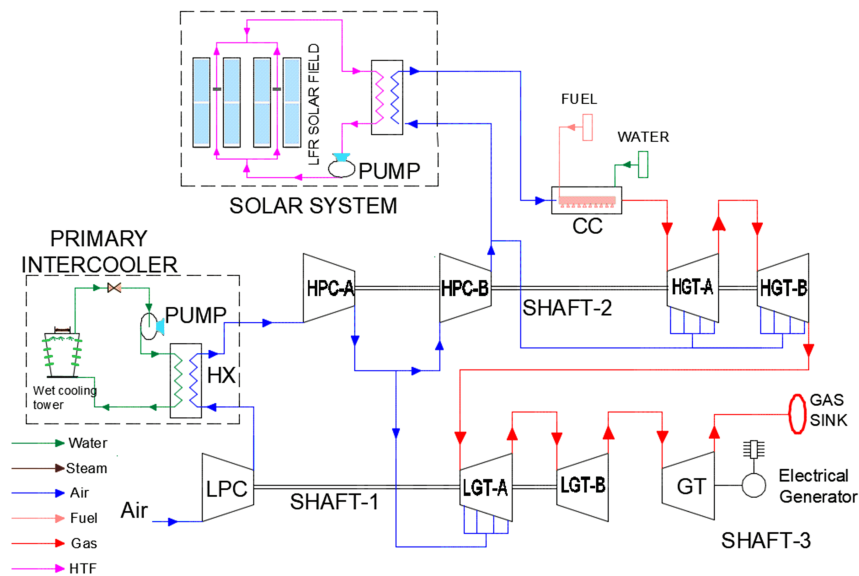 LFR SOLAR FIELD
PUMP
SOLAR SYSTEM
FUEL
WATER
CC
PRIMARY
INTERCOOLER
PUMP
HX
Wet cooling
tower
HPC-A
HPC-B
SHAFT-2
HGT-A
HGT-B
LPC
SHAFT-1
LGT-A
LGT-B
GT
GAS
SINK
Electrical
Generator
SHAFT-3
Air
Water
Steam
Air
Fuel
Gas
HTF